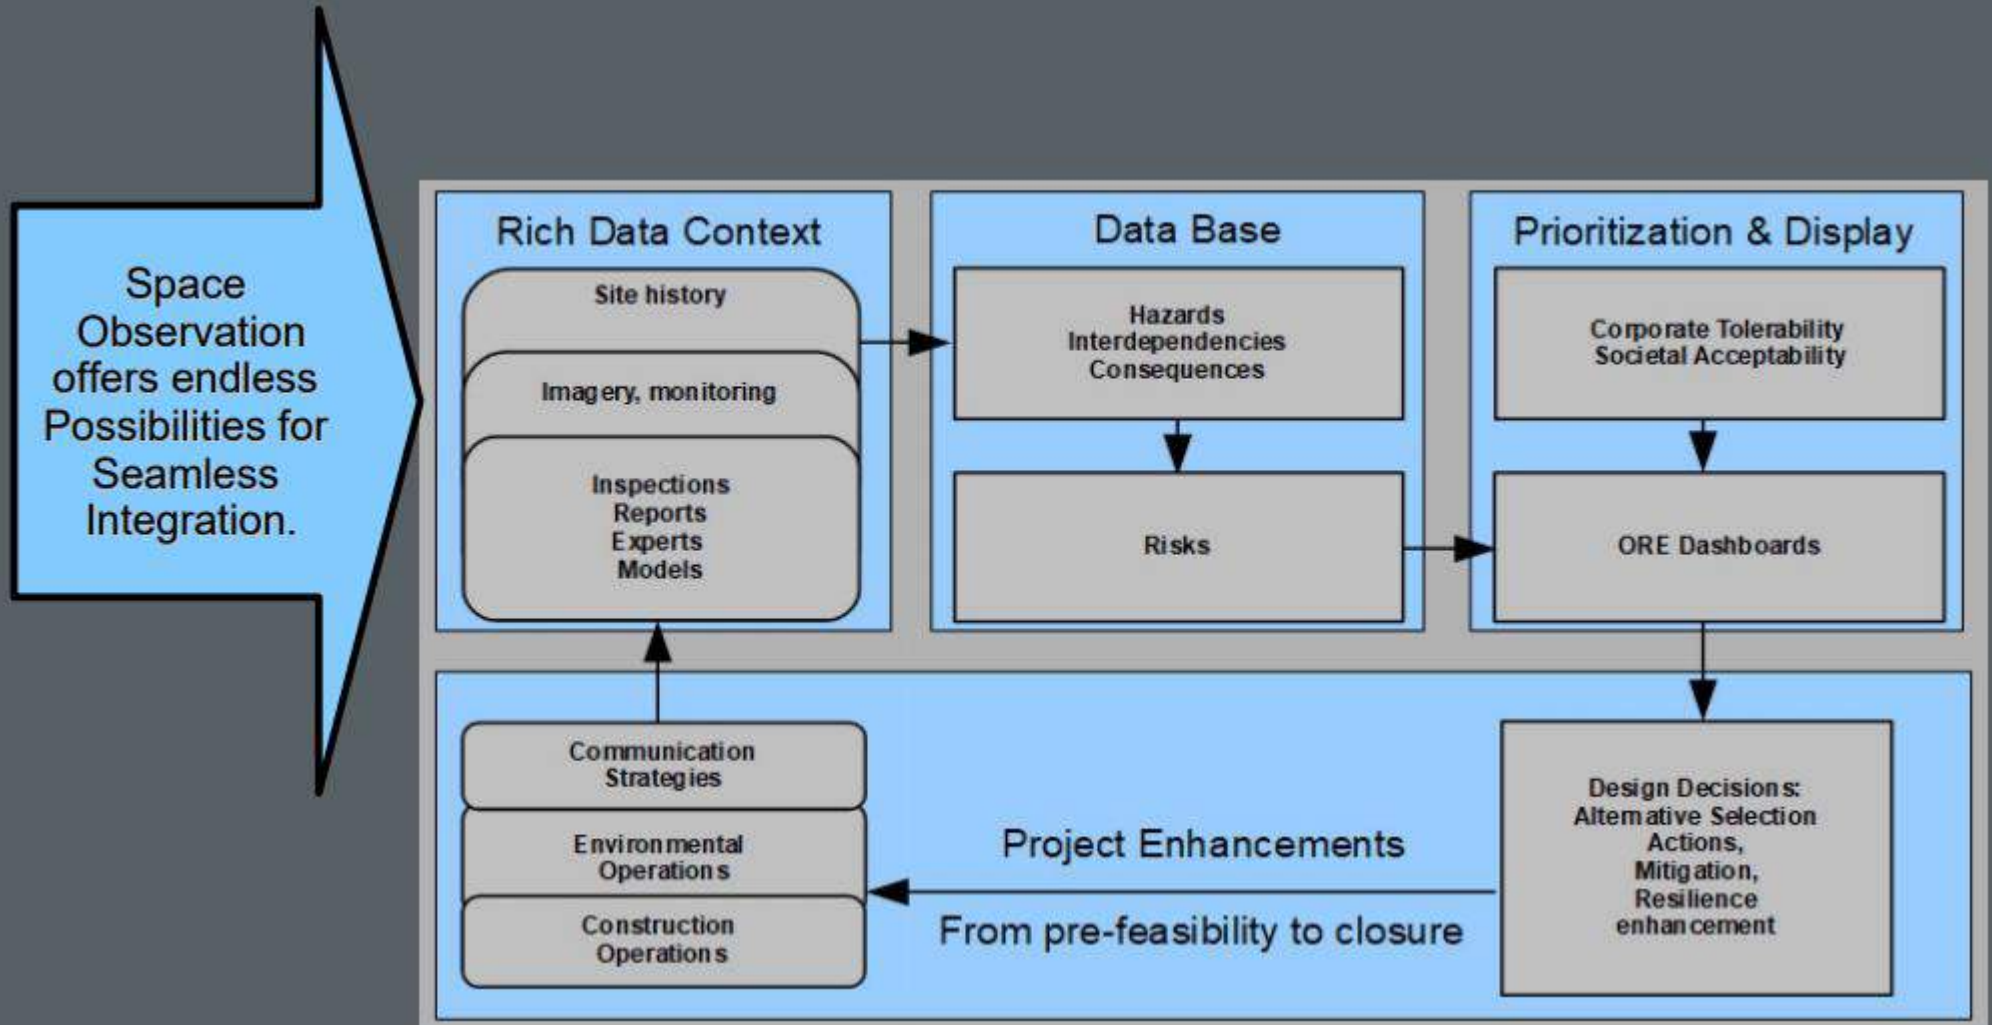 Space
Observation
offers endless
Possibilities for
Seamless
Integration.
Rich Data Context
Site history
Imagery, monitoring
Inspections
Reports
Experts
Models
Data Base
Hazards
Interdependencies
Consequences
Risks
Prioritization & Display
Corporate Tolerability
Societal Acceptability
ORE Dashboards
Communication
Strategies
Environmental
Operations
Construction
Operations
Project Enhancements
From pre-feasibility to closure
Design Decisions:
Alternative Selection
Actions,
Mitigation,
Resilience
enhancement